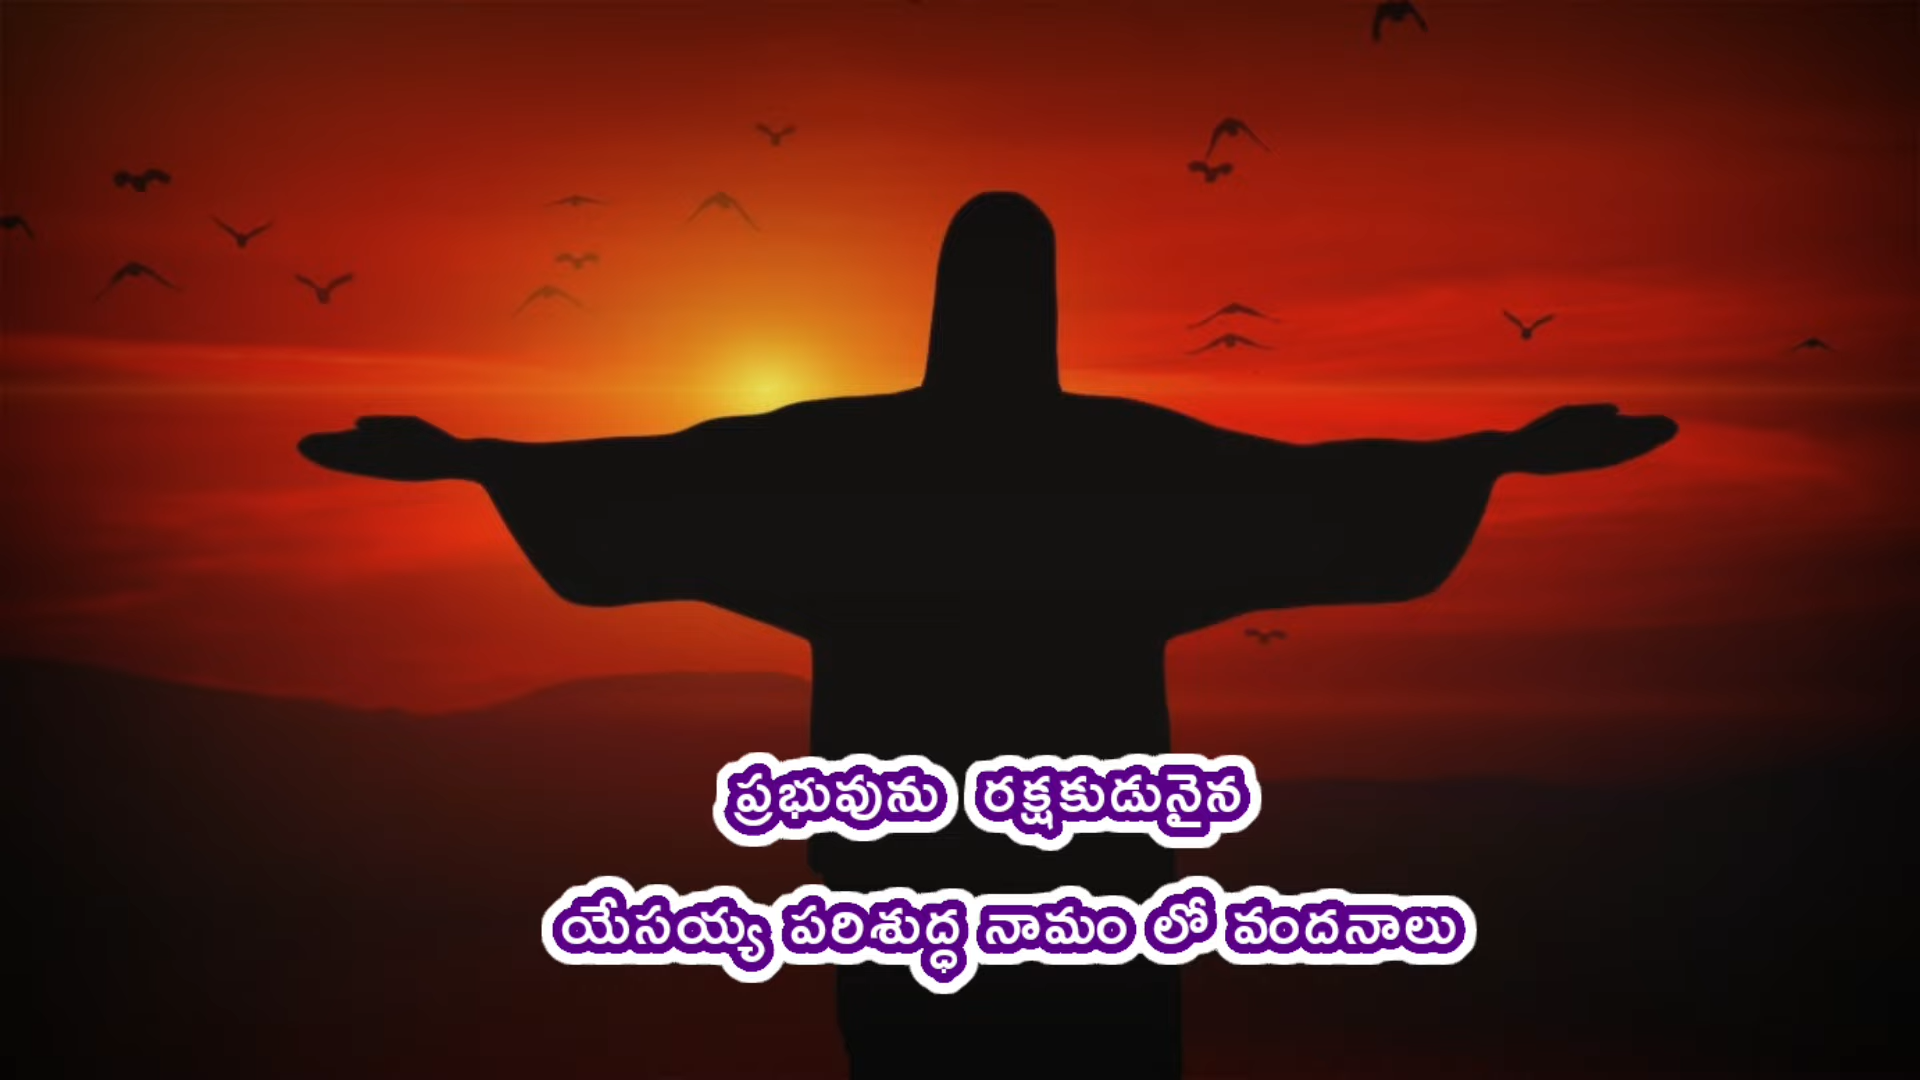 ప్రభువును రక్షకుడునైన
యేసయ్య పరిశుద్ధ నామం లో వందనాలు